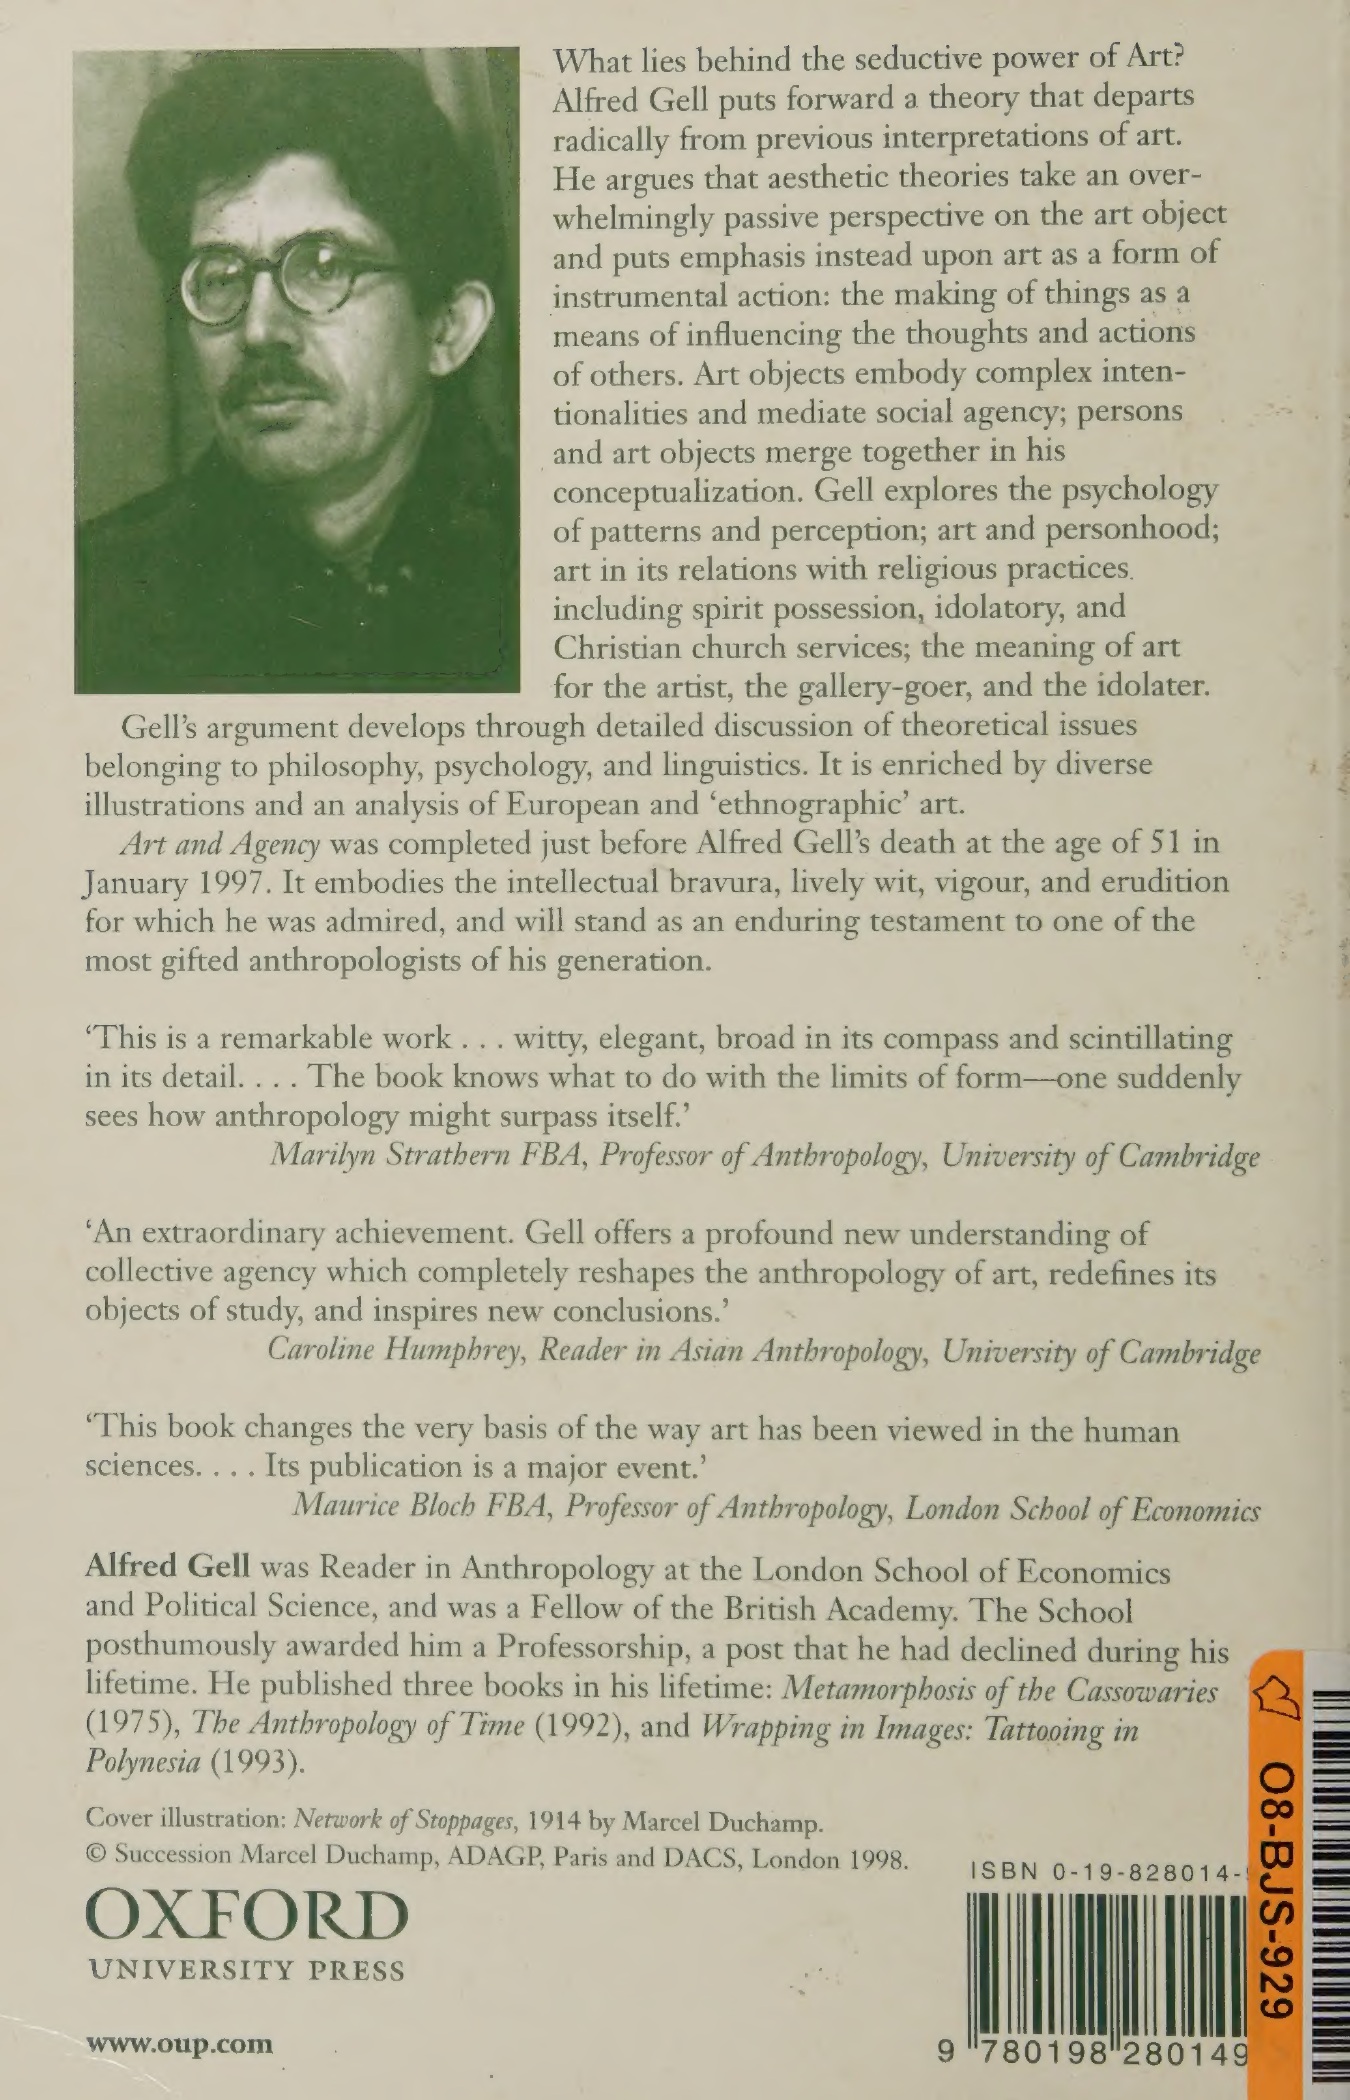 What lies behind the seductive power of Art?
Alfred Gell puts forward a theory that departs
radically from previous interpretations of art.
He argues that aesthetic theories take an over-
whelmingly passive perspective on the art object
and puts emphasis instead upon art as a form of
instrumental action: the making of things as a
means of influencing the thoughts and actions
of others. Art objects embody complex inten-
tionalities and mediate social agency; persons
and art objects merge together in his
conceptualization. Gell explores the psychology
of patterns and perception; art and personhood;
art in its relations with religious practices.
including spirit possession, idolatory, and
Christian church services; the meaning of art
for the artist, the gallery-goer, and the idolater.
Gell's argument develops through detailed discussion of theoretical issues
belonging to philosophy, psychology, and linguistics. It is enriched by diverse
illustrations and an analysis of European and 'ethnographic' art.
Art and Agency was completed just before Alfred Gell's death at the age of 51 in
January 1997. It embodies the intellectual bravura, lively wit, vigour, and erudition
for which he was admired, and will stand as an enduring testament to one of the
most gifted anthropologists of his generation.
'This is a remarkable work . . . witty, elegant, broad in its compass and scintillating
in its detail. . . . The book knows what to do with the limits of form—one suddenly
sees how anthropology might surpass itself.'
Marilyn Strathern FBA, Professor of Anthropology, University of Cambridge
'An extraordinary achievement. Gell offers a profound new understanding of
collective agency which completely reshapes the anthropology of art, redefines its
objects of study, and inspires new conclusions.'
Caroline Humphrey, Reader in Asian Anthropology, University of Cambridge
'This book changes the very basis of the way art has been viewed in the human
sciences. . . . Its publication is a major event.'
Maurice Bloch FBA, Professor of Anthropology, London School of Economics
Alfred Gell was Reader in Anthropology at the London School of Economics
and Political Science, and was a Fellow of the British Academy. The School
posthumously awarded him a Professorship, a post that he had declined during his
lifetime. He published three books in his lifetime: Metamorphosis of the Cassowaries
(1975), The Anthropology of Time (1992), and Wrapping in Images: Tattooing in
Polynesia (1993).
Cover illustration: Network of Stoppages, 1914 by Marcel Duchamp.
© Succession Marcel Duchamp, ADAGP, Paris and DACS, London 1998.
OXFORD
UNIVERSITY PRESS
www.oup.com
ISBN 0-19-828014-
9 780198 280149
O8-BJS-929